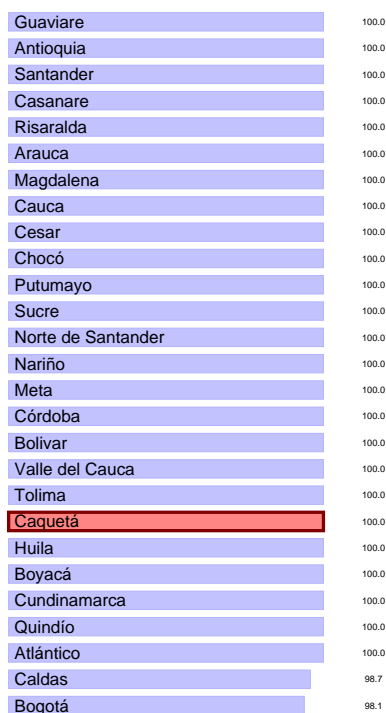 Guaviare 100.0
Antioquia 100.0
Santander 100.0
Casanare 100.0
Risaralda 100.0
Arauca 100.0
Magdalena 100.0
Cauca 100.0
Cesar 100.0
Chocó 100.0
Putumayo 100.0
Sucre 100.0
Norte de Santander 100.0
Nariño 100.0
Meta 100.0
Córdoba 100.0
Bolivar 100.0
Valle del Cauca 100.0
Tolima 100.0
Caquetá 100.0
Huila 100.0
Boyacá 100.0
Cundinamarca 100.0
Quindío 100.0
Atlántico 100.0
Caldas 98.7
Bogotá 98.1